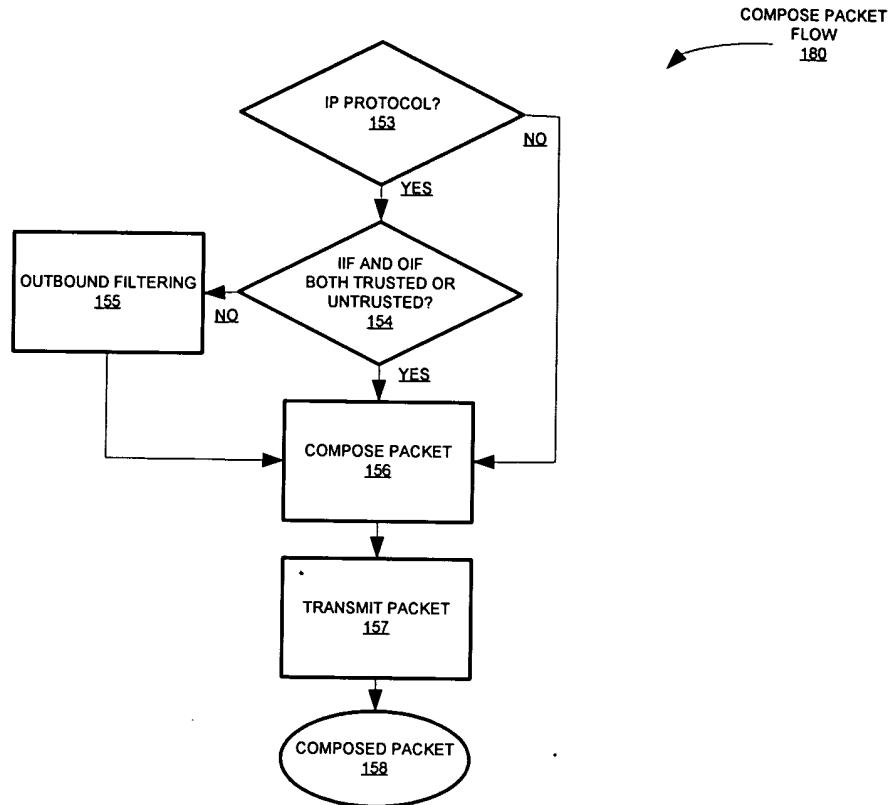 COMPOSE PACKET
FLOW
180
IP PROTOCOL?
153
NO
YES
IIF AND OIF
BOTH TRUSTED OR
UNTRUSTED?
154
OUTBOUND FILTERING
155
NO
YES
COMPOSE PACKET
156
TRANSMIT PACKET
157
COMPOSED PACKET
158